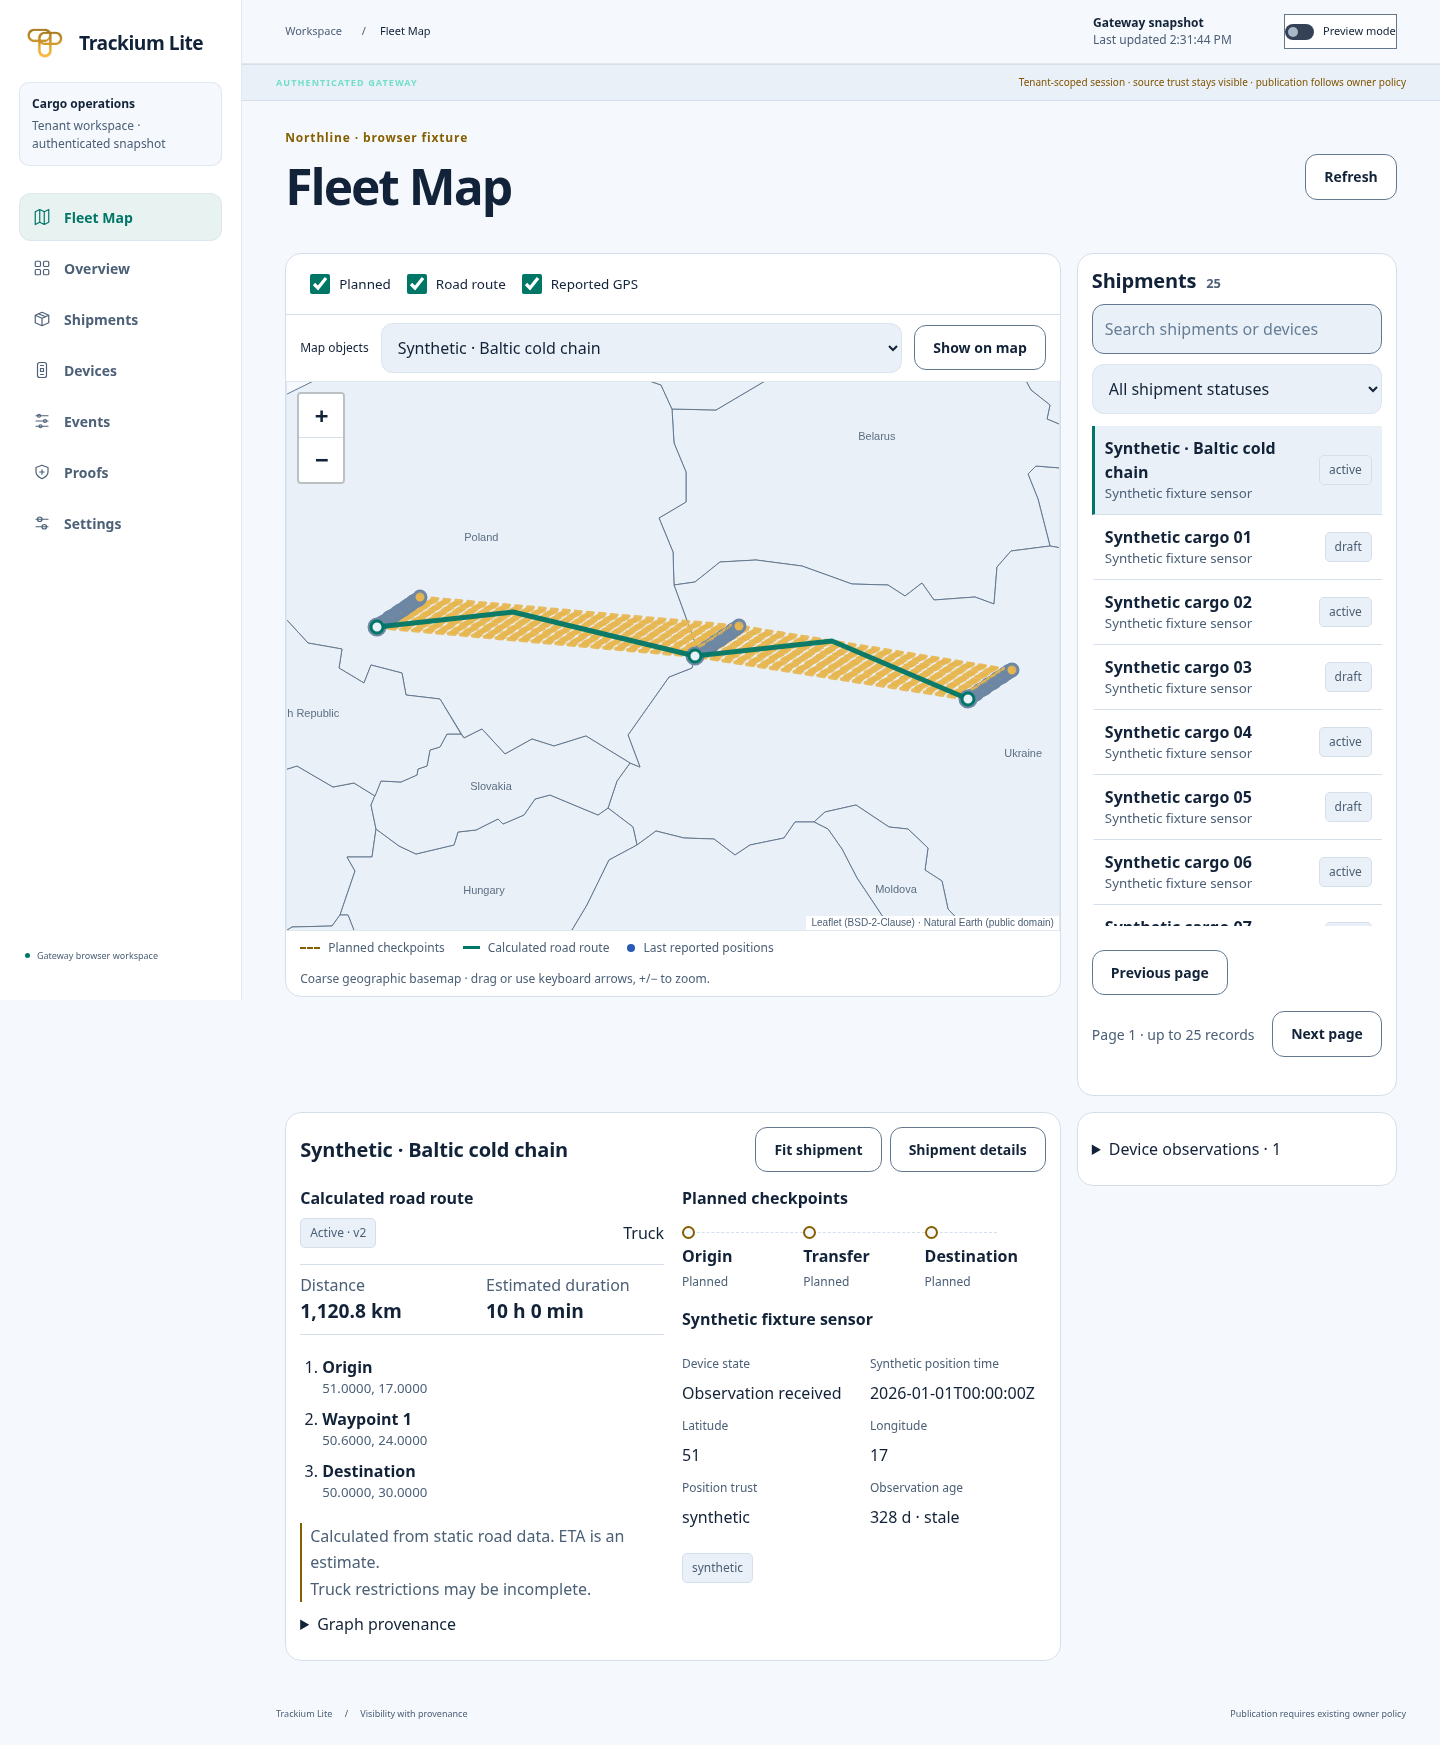 Trackium Lite
Cargo operations
Tenant workspace ·
authenticated snapshot
Fleet Map
Overview
Shipments
Devices
Events
Proofs
Settings
Gateway browser workspace
Workspace / Fleet Map
Gateway snapshot
Last updated 2:31:44 PM
Preview mode
AUTHENTICATED GATEWAY
Tenant-scoped session · source trust stays visible · publication follows owner policy
Northline · browser fixture
Fleet Map
Refresh
Planned
Road route
Reported GPS
Map objects
Synthetic · Baltic cold chain
Show on map
+
−
Belarus
Poland
h Republic
Ukraine
Slovakia
Hungary
Moldova
Leaflet (BSD-2-Clause) · Natural Earth (public domain)
Planned checkpoints
Calculated road route
Last reported positions
Coarse geographic basemap · drag or use keyboard arrows, +/− to zoom.
Shipments 25
Search shipments or devices
All shipment statuses
Synthetic · Baltic cold
chain
Synthetic fixture sensor
active
Synthetic cargo 01
Synthetic fixture sensor
draft
Synthetic cargo 02
Synthetic fixture sensor
active
Synthetic cargo 03
Synthetic fixture sensor
draft
Synthetic cargo 04
Synthetic fixture sensor
active
Synthetic cargo 05
Synthetic fixture sensor
draft
Synthetic cargo 06
Synthetic fixture sensor
active
Synthetic cargo 07
Previous page
Page 1 · up to 25 records
Next page
Synthetic · Baltic cold chain
Fit shipment
Shipment details
Calculated road route
Active · v2
Truck
Distance
1,120.8 km
Estimated duration
10 h 0 min
1. Origin
51.0000, 17.0000
2. Waypoint 1
50.6000, 24.0000
3. Destination
50.0000, 30.0000
Calculated from static road data. ETA is an
estimate.
Truck restrictions may be incomplete.
Graph provenance
Planned checkpoints
Origin
Planned
Transfer
Planned
Destination
Planned
Synthetic fixture sensor
Device state
Observation received
Synthetic position time
2026-01-01T00:00:00Z
Latitude
51
Longitude
17
Position trust
synthetic
Observation age
328 d · stale
synthetic
Device observations · 1
Trackium Lite / Visibility with provenance
Publication requires existing owner policy